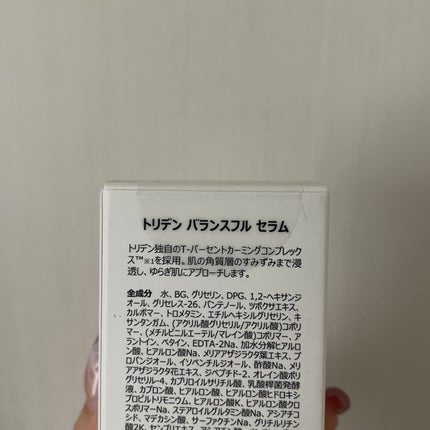 トリデン バランスフル セラム
トリデン独自のT-パーセントカーミングコンプレック
ス™※1を採用。肌の角質層のすみずみまで浸
透し、ゆらぎ肌にアプローチします。
全成分 水、BG、グリセリン、DPG、1,2-ヘキサンジ
オール、グリセレス-26、パンテノール、ツボクサエキス、
カルボマー、トロメタミン、エチルヘキシルグリセリン、キ
サンタンガム、(アクリル酸グリセリル/アクリル酸)コポリ
マー、(メチルビニルエーテル/マレイン酸)コポリマー、ア
ラントイン、ベタイン、EDTA-2Na、加水分解ヒアルロ
ン酸、ヒアルロン酸Na、メリアアザジラクタ葉エキス、プ
ロパンジオール、イソペンチルジオール、酢酸Na、メリ
アアザジラクタ花エキス、ジペプチド-2、オレイン酸ポリ
グリセリル-4、カプリロイルサリチル酸、乳酸桿菌発酵
液、カプロン酸、ヒアルロン酸、ヒアルロン酸ヒドロキシ
プロピルトリモニウム、ヒアルロン酸K、ヒアルロン酸クロ
スポリマーNa、ステアロイルグルタミン酸Na、アシアチコ
シド、マデカシン酸、サーファクチンNa、グリチルリチン
酸2K、